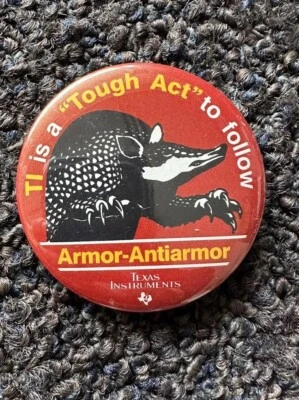 TI is a "Tough Act" to follow
Armor-Antiarmor
TEXAS
INSTRUMENTS